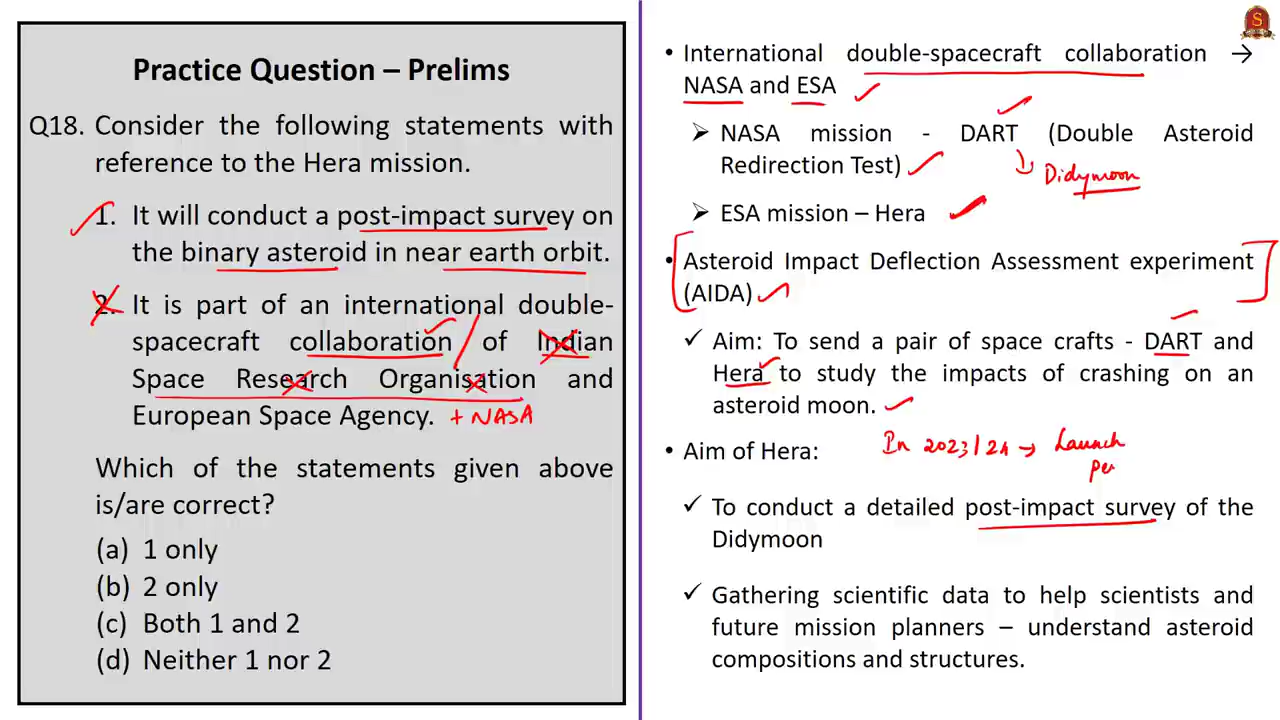 Practice Question – Prelims
Q18. Consider the following statements with
reference to the Hera mission.
1. It will conduct a post-impact survey on
the binary asteroid in near earth orbit.
2. It is part of an international double-
spacecraft collaboration of Indian
Space Research Organisation and
European Space Agency. + NASA
Which of the statements given above
is/are correct?
(a) 1 only
(b) 2 only
(c) Both 1 and 2
(d) Neither 1 nor 2
• International double-spacecraft collaboration →
NASA and ESA
➢ NASA mission - DART (Double Asteroid
Redirection Test)
Didymoon
➢ ESA mission – Hera
• Asteroid Impact Deflection Assessment experiment
(AIDA)
✓ Aim: To send a pair of space crafts - DART and
Hera to study the impacts of crashing on an
asteroid moon.
In 2023/24 → Launch
pe
• Aim of Hera:
✓ To conduct a detailed post-impact survey of the
Didymoon
✓ Gathering scientific data to help scientists and
future mission planners – understand asteroid
compositions and structures.